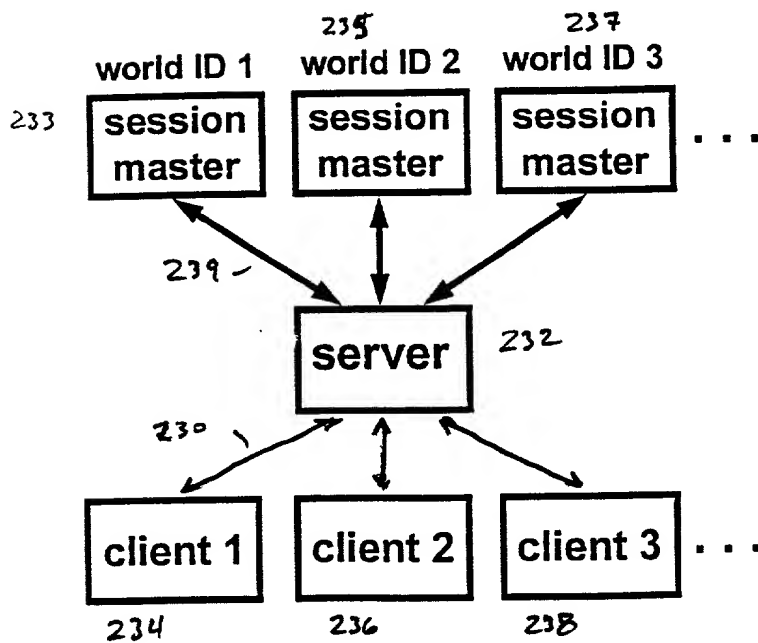 235 237
world ID 1 world ID 2 world ID 3
233 session session session
master master master . . .
239
server 232
230
client 1 client 2 client 3 . . .
234 236 238